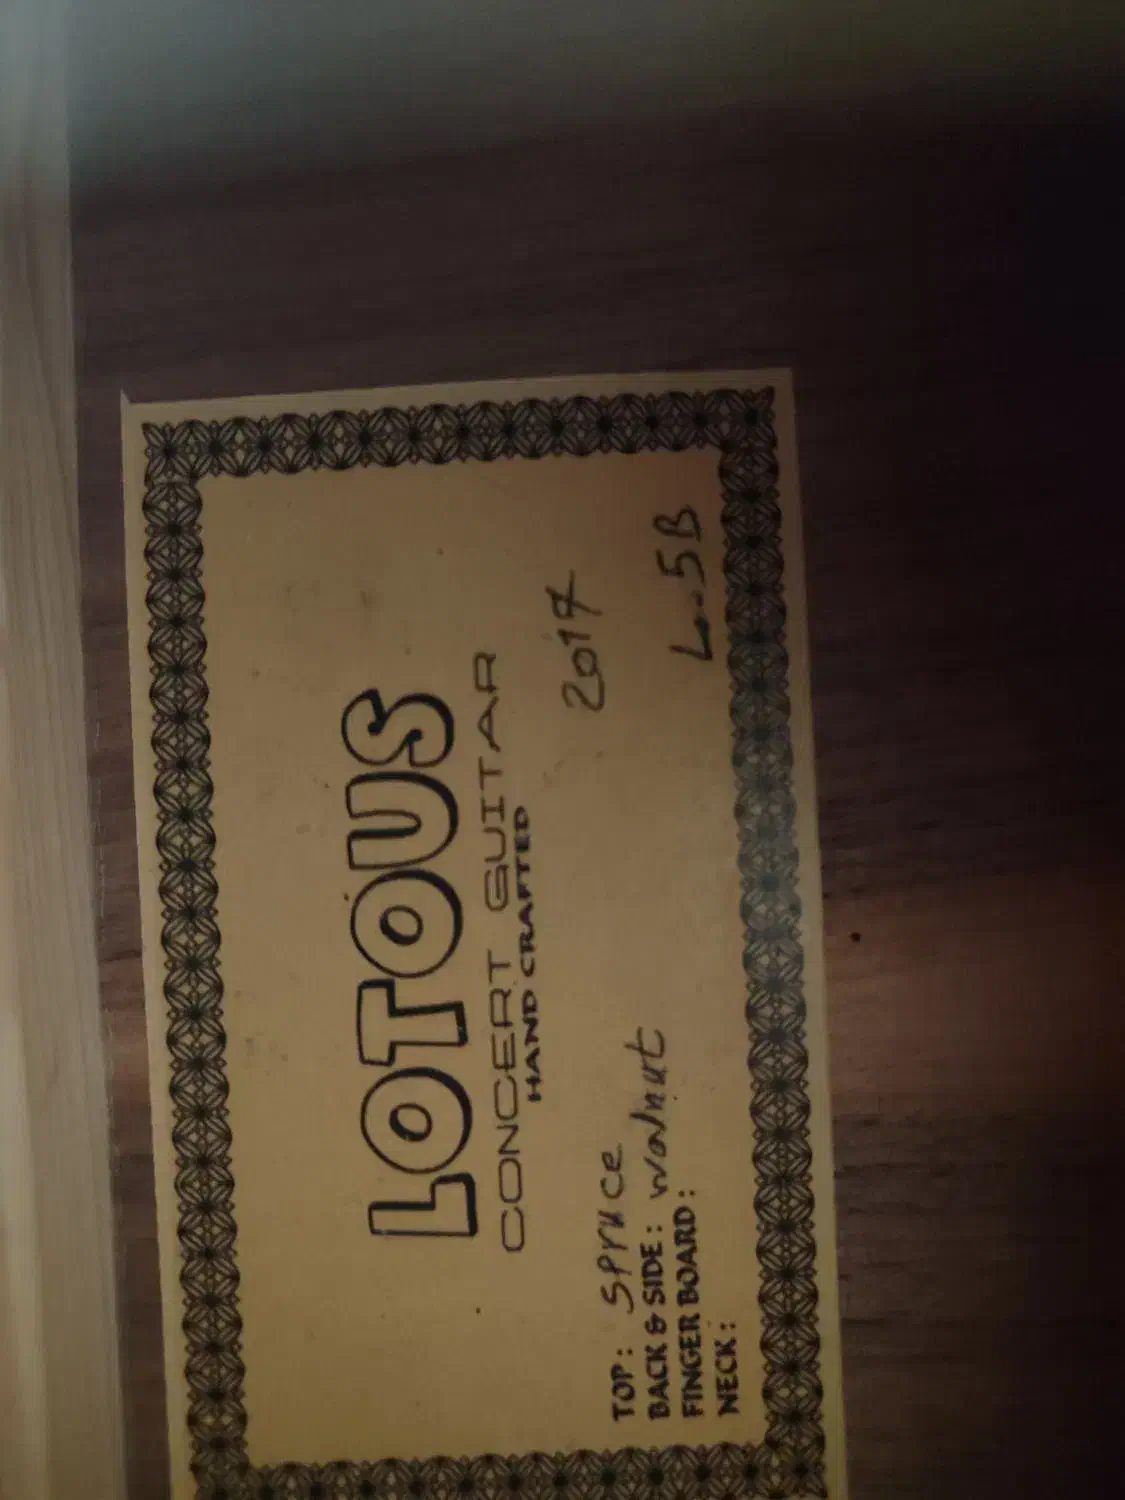 LOTOUS
CONCERT GUITAR
HAND CRAFTED
2017
TOP: Spruce
BACK & SIDE: walnut L-5B
FINGER BOARD:
NECK: